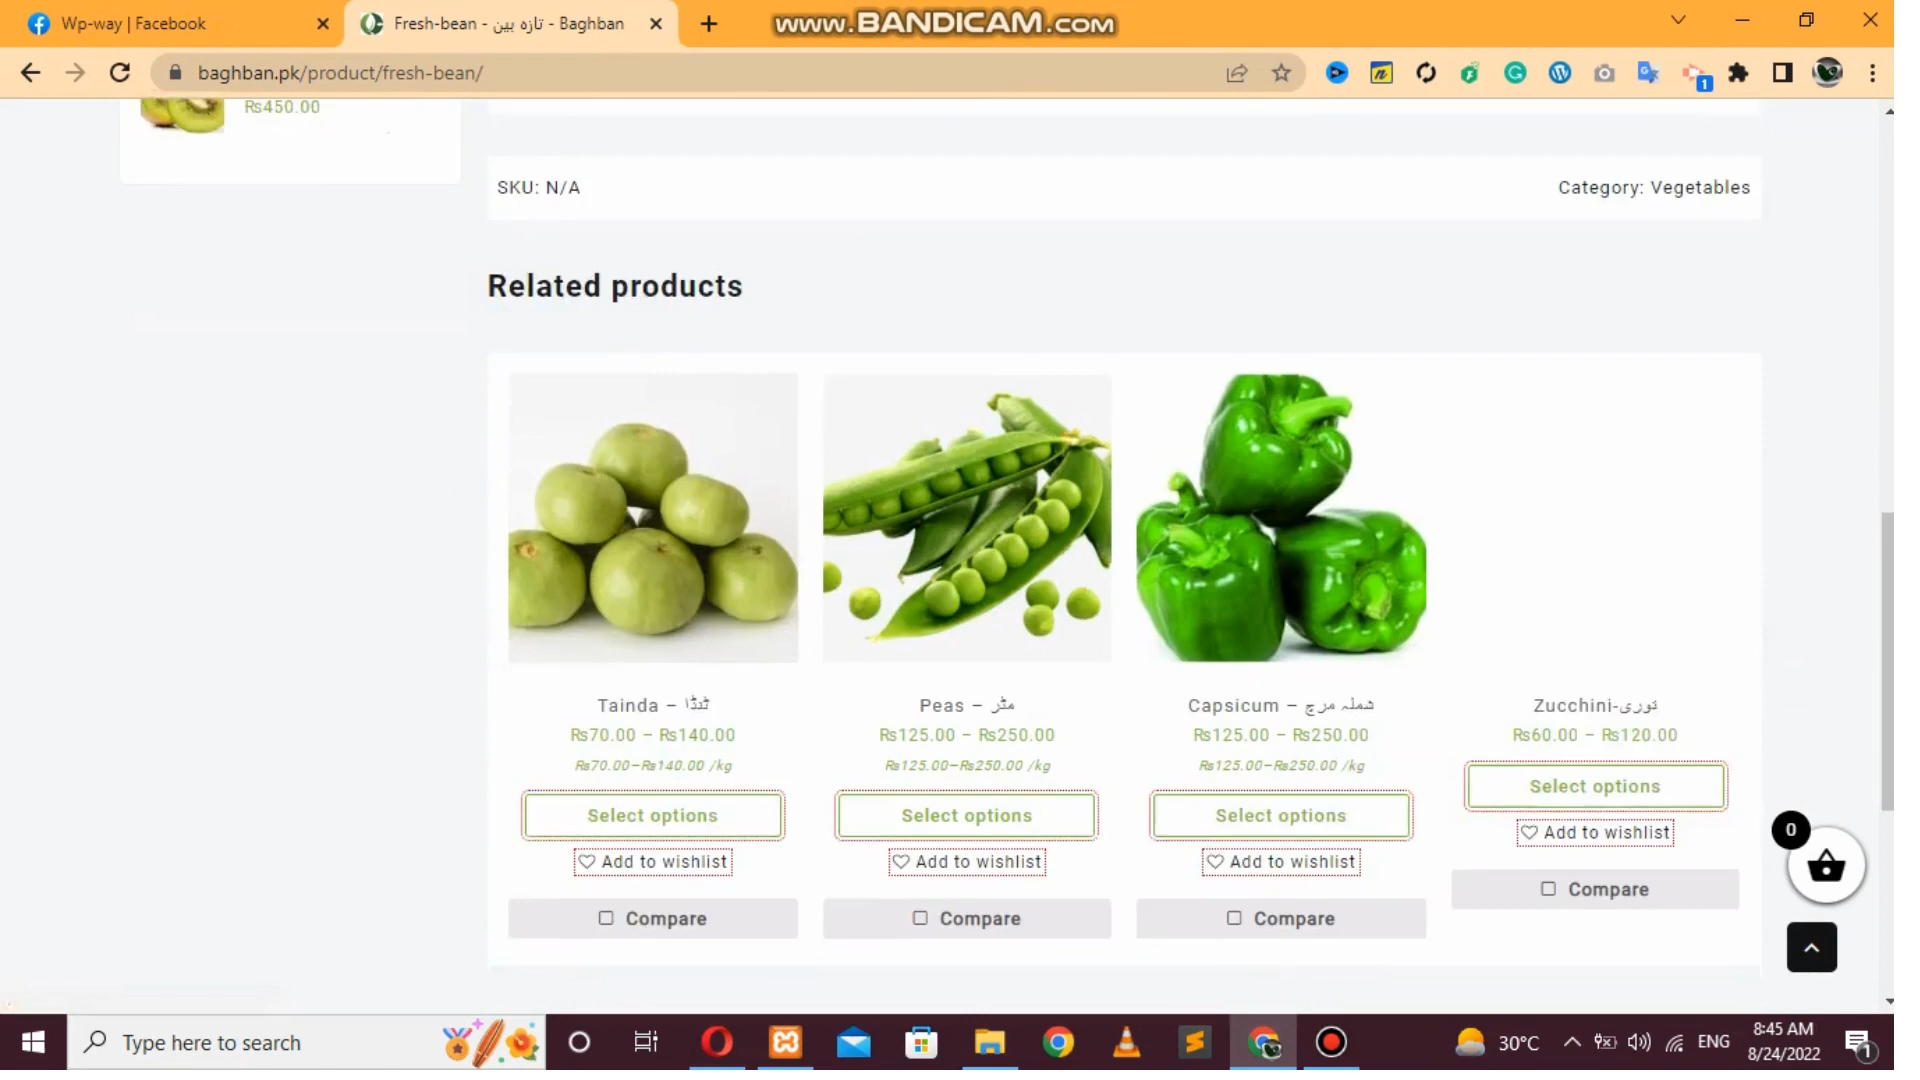 Wp-way | Facebook
Fresh-bean - تازہ بین - Baghban
www.BANDICAM.com
baghban.pk/product/fresh-bean/
1
₨450.00
SKU: N/A
Category: Vegetables
Related products
Tainda – ٹنڈا
Peas – مٹر
Capsicum – شملہ مرچ
Zucchini-توری
₨70.00 – ₨140.00
₨125.00 – ₨250.00
₨125.00 – ₨250.00
₨60.00 – ₨120.00
₨70.00–₨140.00 /kg
₨125.00–₨250.00 /kg
₨125.00–₨250.00 /kg
Select options
Select options
Select options
Select options
Add to wishlist
Add to wishlist
Add to wishlist
Add to wishlist
Compare
Compare
Compare
Compare
0
Type here to search
30°C
ENG
8:45 AM
8/24/2022
1